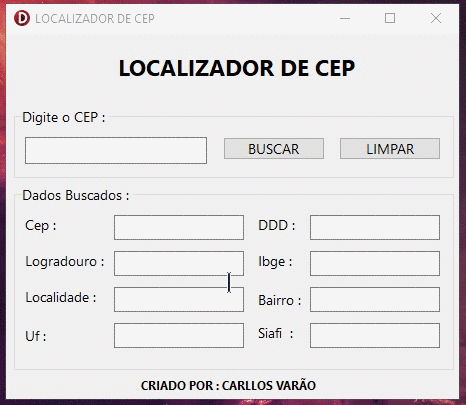 D LOCALIZADOR DE CEP
LOCALIZADOR DE CEP
Digite o CEP :
BUSCAR LIMPAR
Dados Buscados :
Cep : DDD :
Logradouro : Ibge :
Localidade : Bairro :
Uf : Siafi :
CRIADO POR : CARLLOS VARÃO